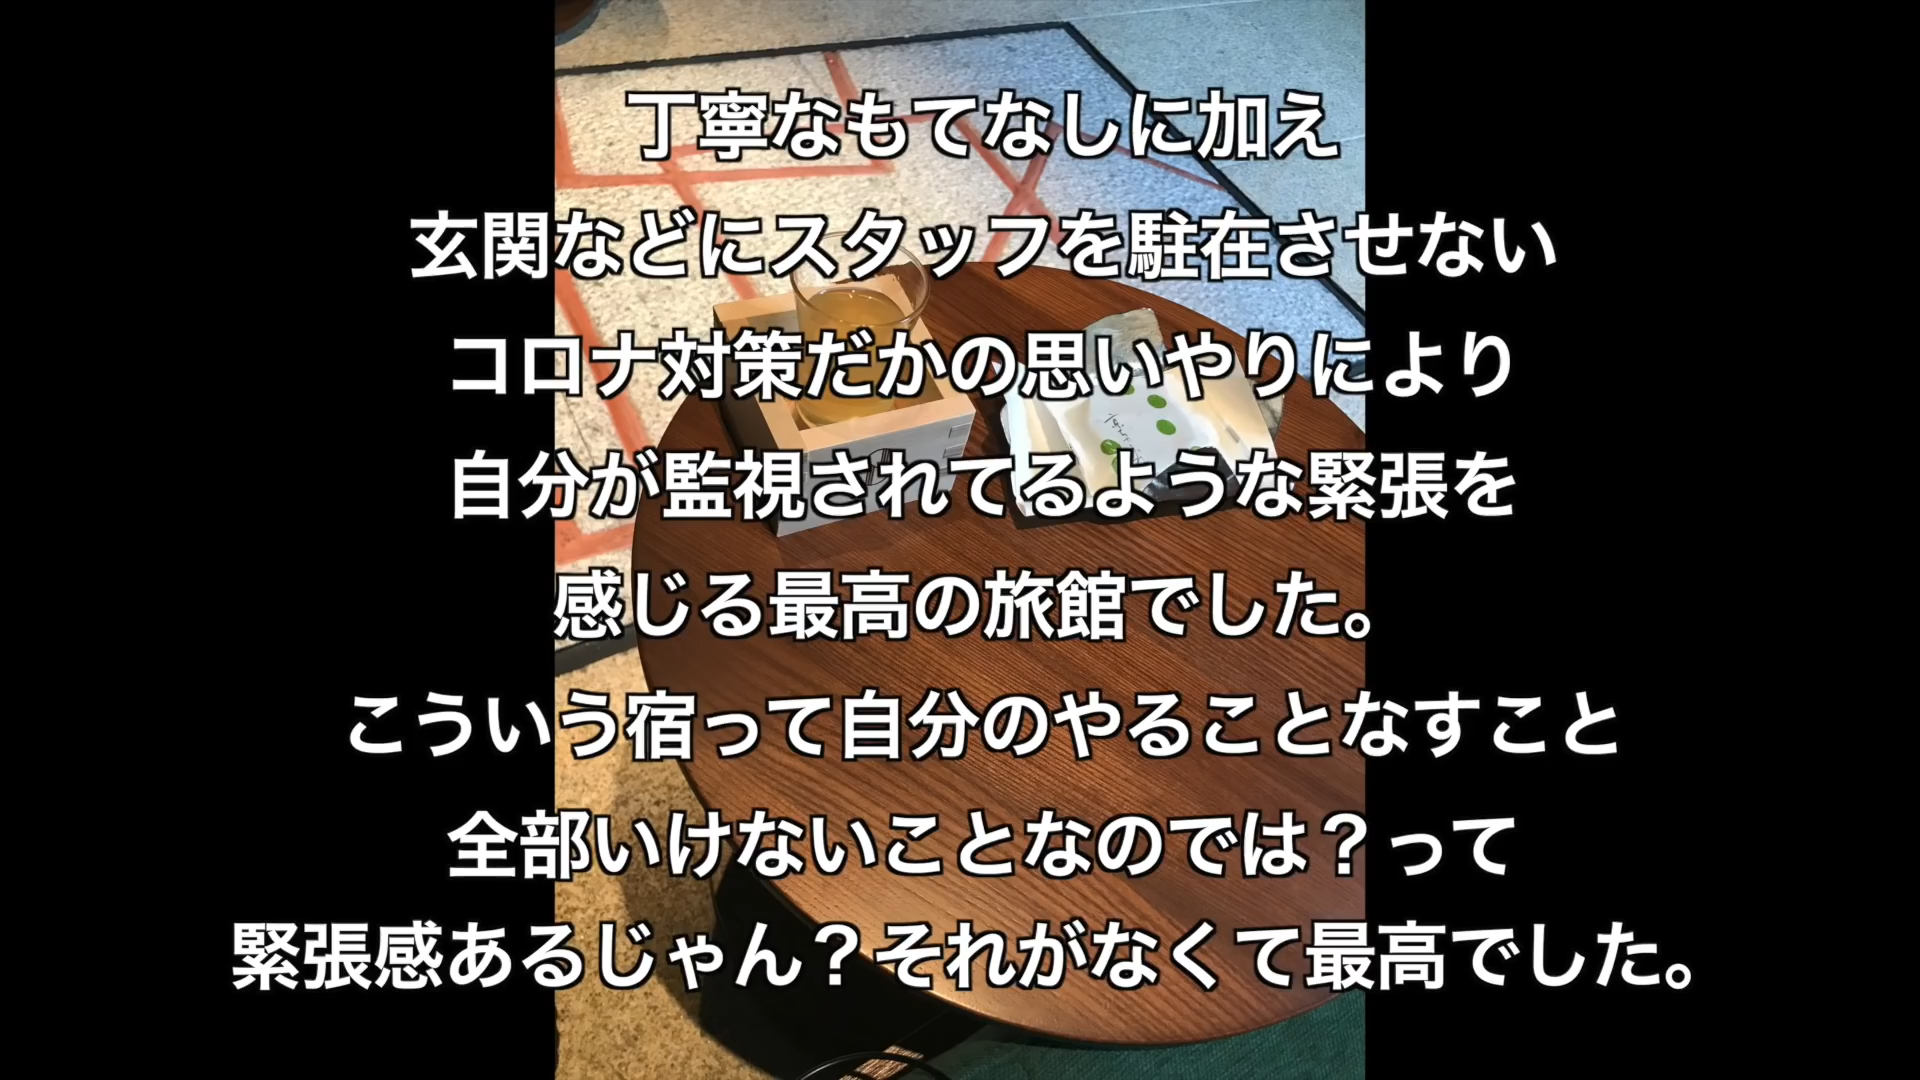 丁寧なもてなしに加え
玄関などにスタッフを駐在させない
コロナ対策だかの思いやりにより
自分が監視されてるような緊張を
感じる最高の旅館でした。
こういう宿って自分のやることなすこと
全部いけないことなのでは？って
緊張感あるじゃん？それがなくて最高でした。